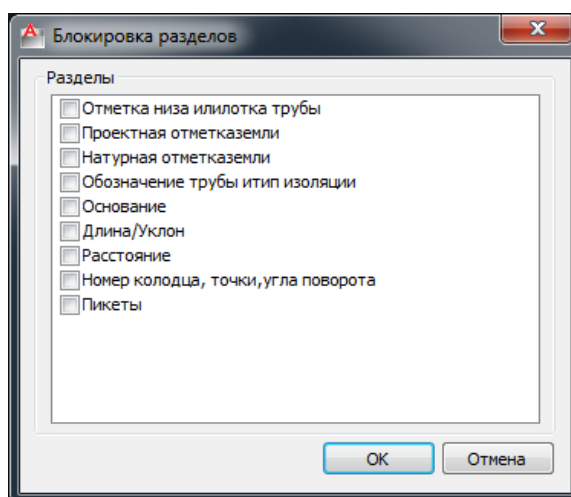 Блокировка разделов
Разделы
Отметка низа илилотка трубы
Проектная отметказемли
Натурная отметказемли
Обозначение трубы итип изоляции
Основание
Длина/Уклон
Расстояние
Номер колодца, точки,угла поворота
Пикеты
OK
Отмена